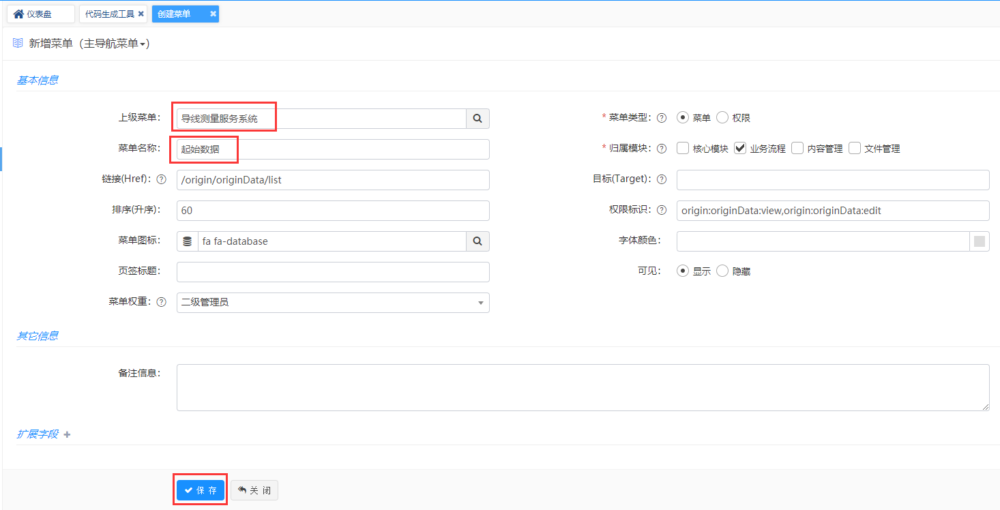 仪表盘 代码生成工具 创建菜单
新增菜单（主导航菜单）
基本信息
上级菜单： 导线测量服务系统 * 菜单类型： 菜单 权限
菜单名称： 起始数据 * 归属模块： 核心模块 业务流程 内容管理 文件管理
链接(Href)： /origin/originData/list 目标(Target)：
排序(升序)： 60 权限标识： origin:originData:view,origin:originData:edit
菜单图标： fa fa-database 字体颜色：
页签标题： 可见： 显示 隐藏
菜单权重： 二级管理员
其它信息
备注信息：
扩展字段
保 存 关 闭